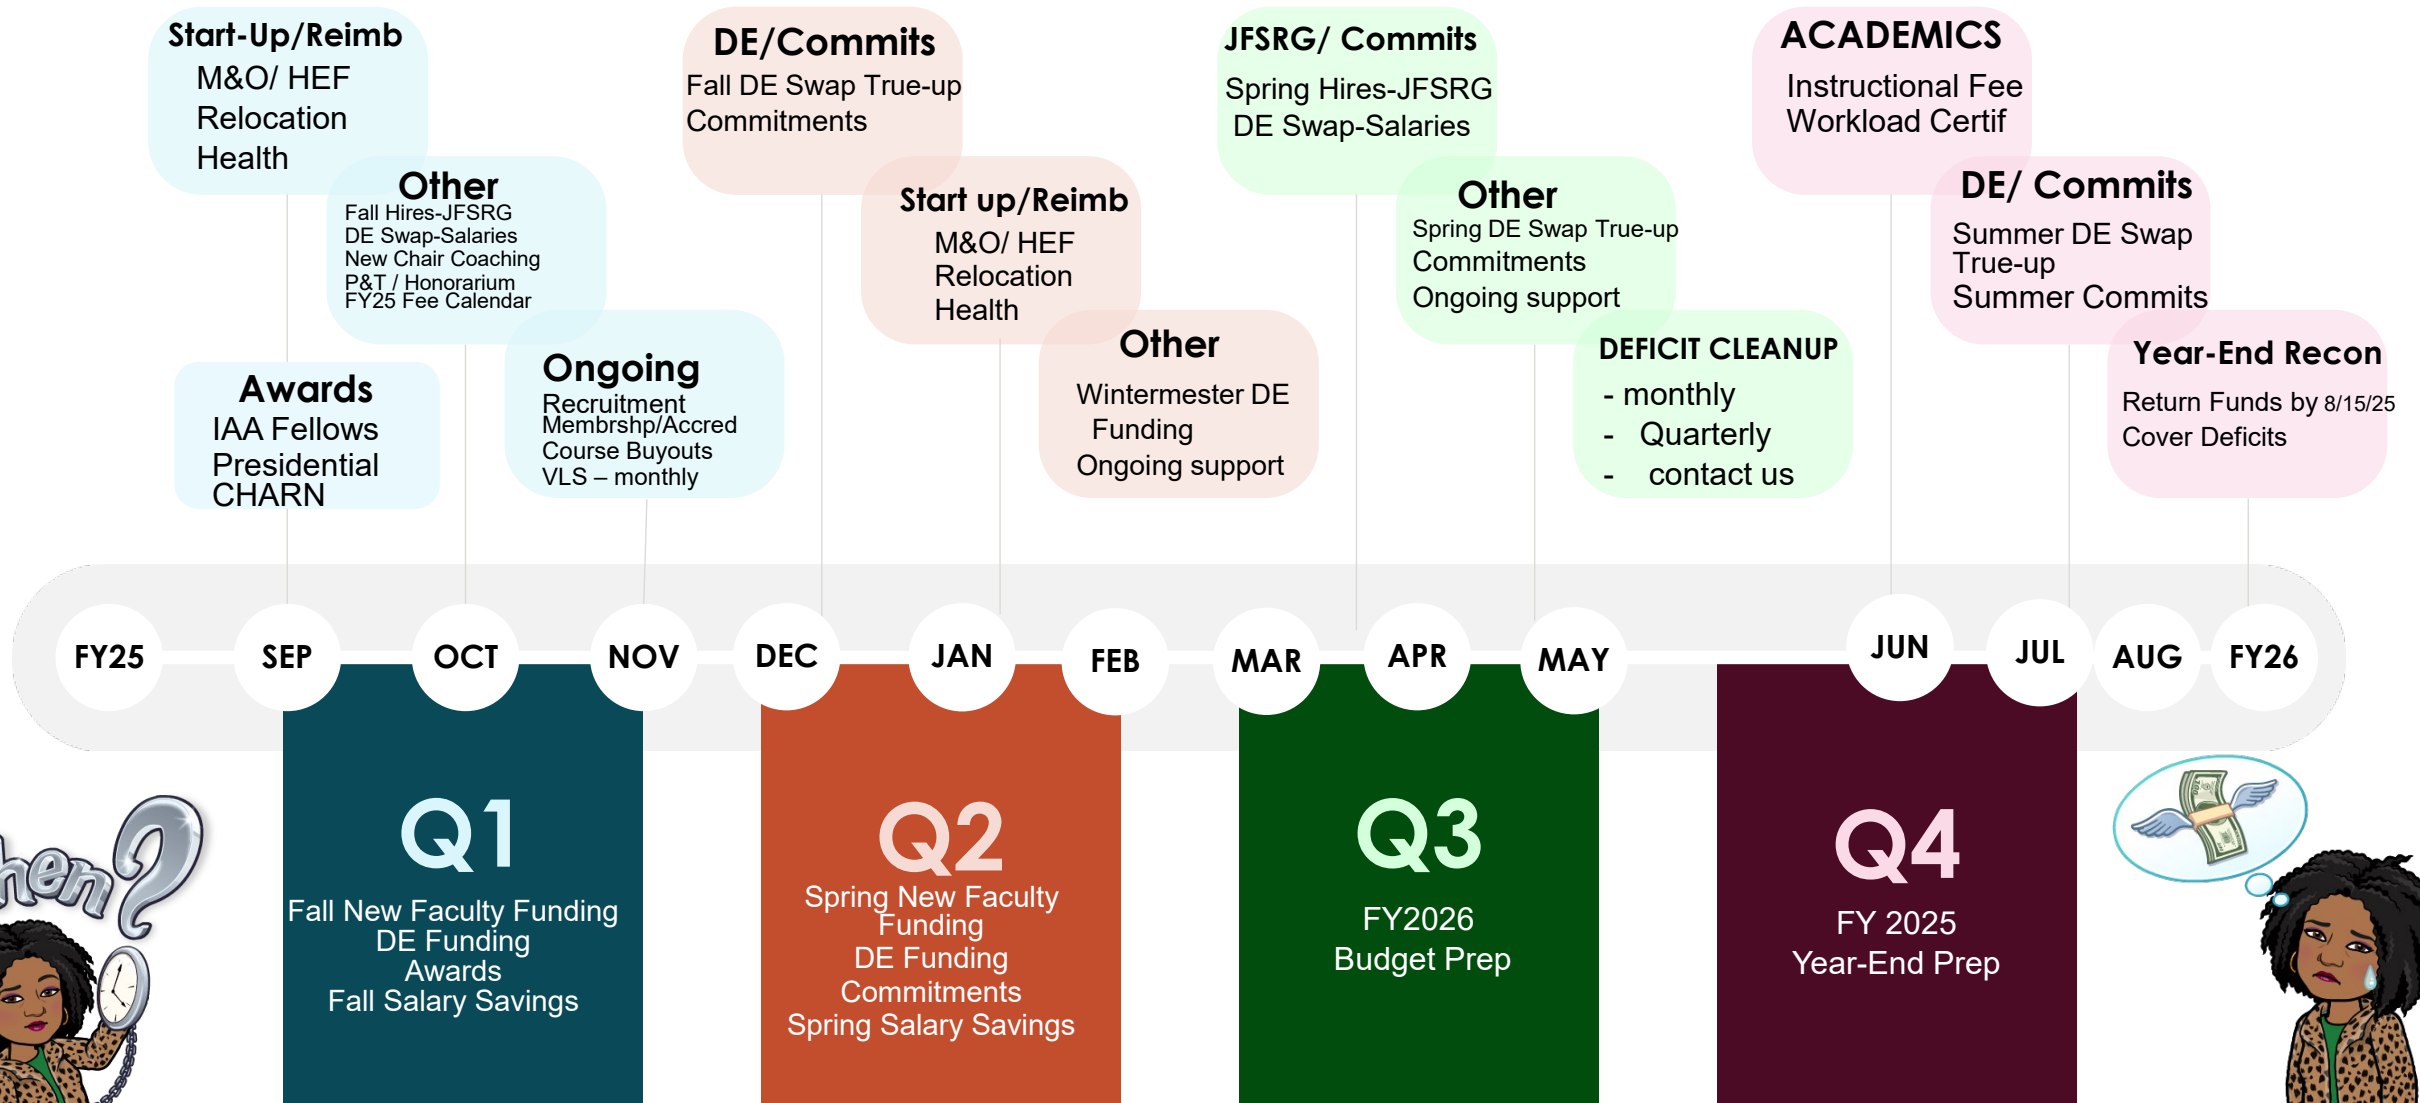 Start-Up/Reimb
M&O/ HEF
Relocation
Health
Other
Fall Hires-JFSRG
DE Swap-Salaries
New Chair Coaching
P&T / Honorarium
FY25 Fee Calendar
Awards
IAA Fellows
Presidential
CHARN
Ongoing
Recruitment
Membrshp/Accred
Course Buyouts
VLS – monthly
DE/Commits
Fall DE Swap True-up
Commitments
Start up/Reimb
M&O/ HEF
Relocation
Health
Other
Wintermester DE
Funding
Ongoing support
JFSRG/ Commits
Spring Hires-JFSRG
DE Swap-Salaries
Other
Spring DE Swap True-up
Commitments
Ongoing support
DEFICIT CLEANUP
- monthly
- Quarterly
- contact us
ACADEMICS
Instructional Fee
Workload Certif
DE/ Commits
Summer DE Swap
True-up
Summer Commits
Year-End Recon
Return Funds by 8/15/25
Cover Deficits
FY25
SEP
OCT
NOV
DEC
JAN
FEB
MAR
APR
MAY
JUN
JUL
AUG
FY26
hen?
Q1
Fall New Faculty Funding
DE Funding
Awards
Fall Salary Savings
Q2
Spring New Faculty
Funding
DE Funding
Commitments
Spring Salary Savings
Q3
FY2026
Budget Prep
Q4
FY 2025
Year-End Prep